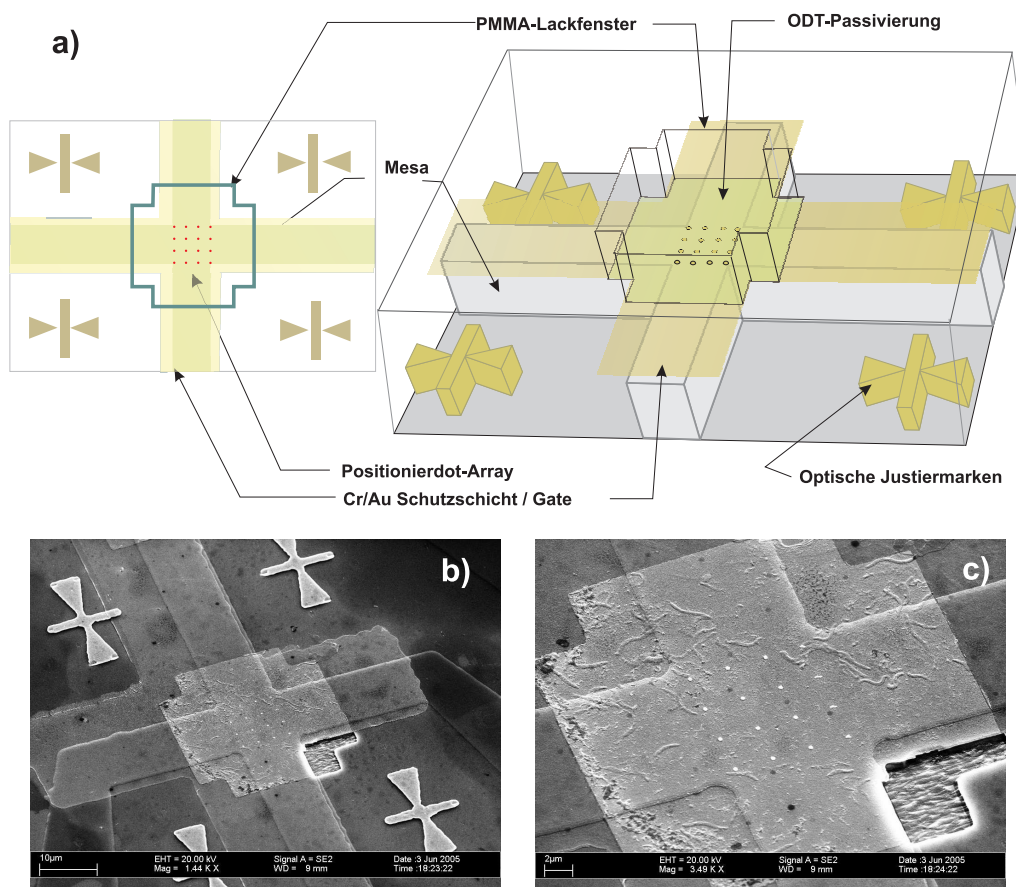 a)
PMMA-Lackfenster
ODT-Passivierung
Mesa
Positionierdot-Array
Cr/Au Schutzschicht / Gate
Optische Justiermarken
b)
10µm
EHT = 20.00 kV
Signal A = SE2
Date :3 Jun 2005
Mag = 1.44 K X
WD = 9 mm
Time :18:23:22
c)
2µm
EHT = 20.00 kV
Signal A = SE2
Date :3 Jun 2005
Mag = 3.49 K X
WD = 9 mm
Time :18:24:22